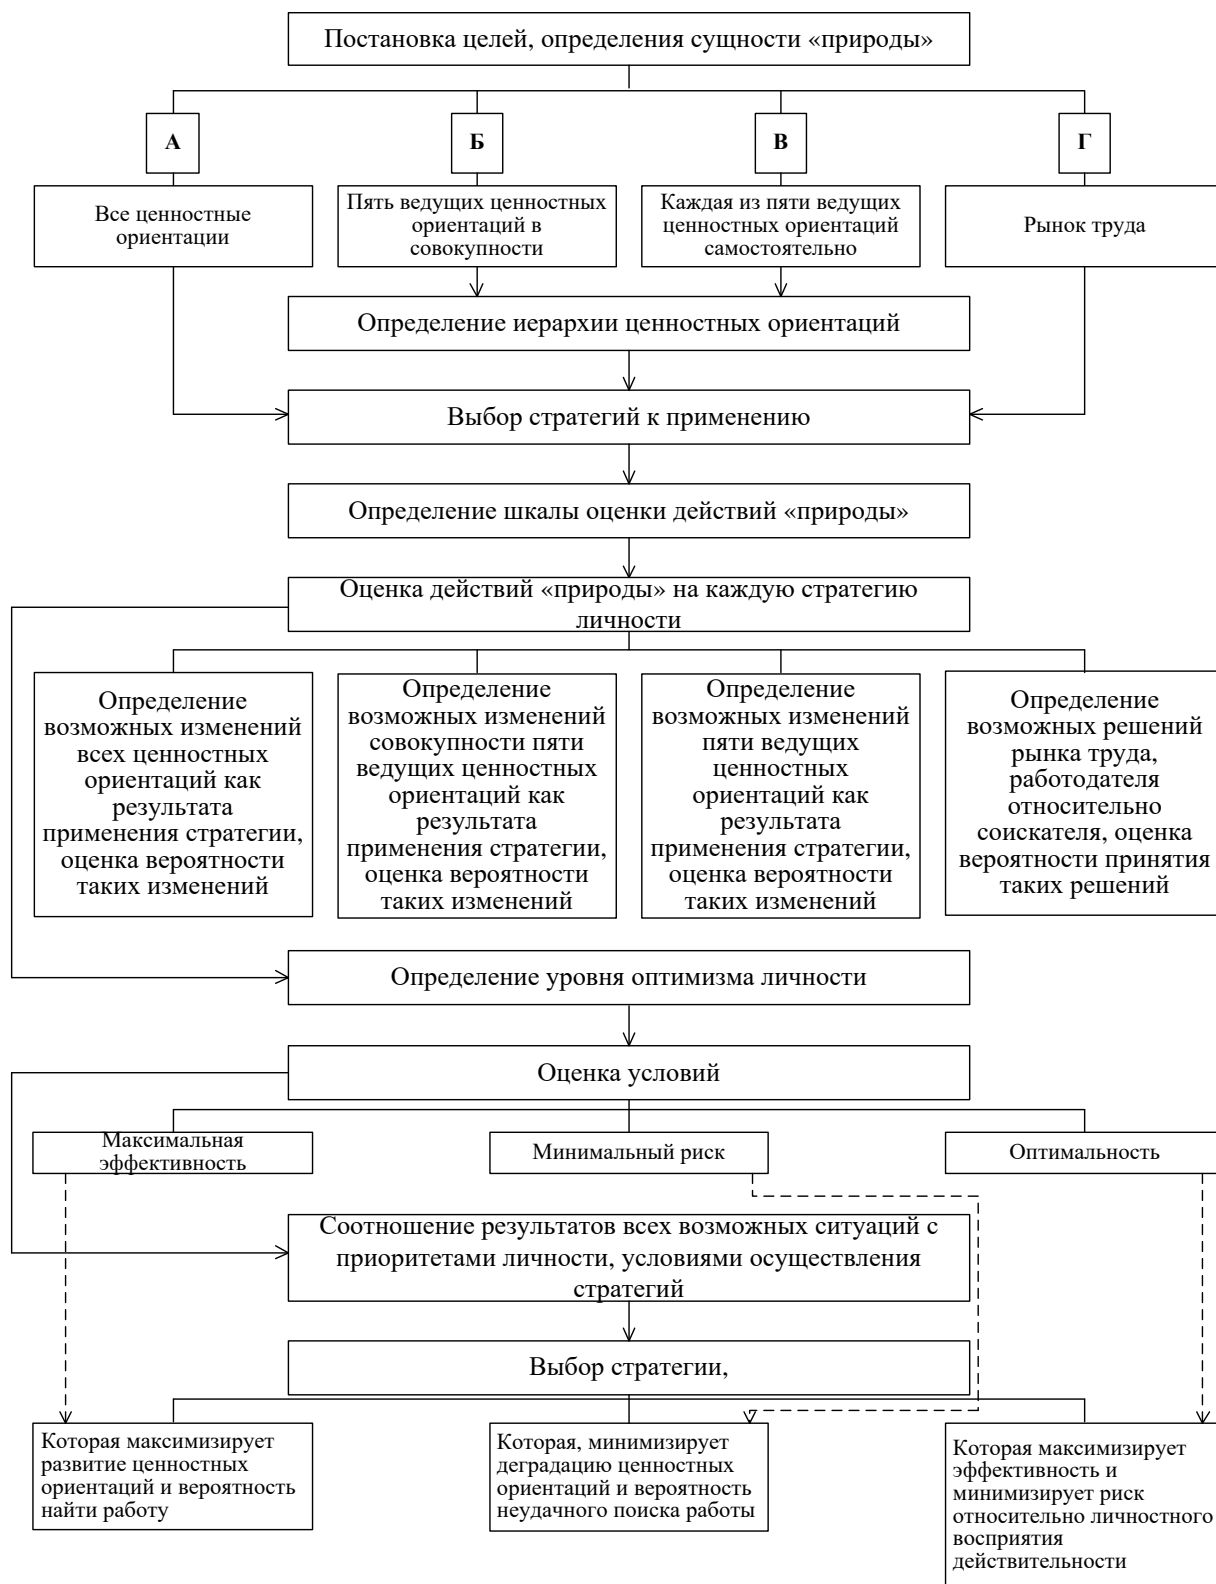 Постановка целей, определения сущности «природы»
А
Б
В
Г
Все ценностные
ориентации
Пять ведущих ценностных
ориентаций в
совокупности
Каждая из пяти ведущих
ценностных ориентаций
самостоятельно
Рынок труда
Определение иерархии ценностных ориентаций
Выбор стратегий к применению
Определение шкалы оценки действий «природы»
Оценка действий «природы» на каждую стратегию
личности
Определение
возможных изменений
всех ценностных
ориентаций как
результата
применения стратегии,
оценка вероятности
таких изменений
Определение
возможных изменений
совокупности пяти
ведущих ценностных
ориентаций как
результата
применения стратегии,
оценка вероятности
таких изменений
Определение
возможных изменений
пяти ведущих
ценностных
ориентаций как
результата
применения стратегии,
оценка вероятности
таких изменений
Определение
возможных решений
рынка труда,
работодателя
относительно
соискателя, оценка
вероятности принятия
таких решений
Определение уровня оптимизма личности
Оценка условий
Максимальная
эффективность
Минимальный риск
Оптимальность
Соотношение результатов всех возможных ситуаций с
приоритетами личности, условиями осуществления
стратегий
Выбор стратегии,
Которая максимизирует
развитие ценностных
ориентаций и вероятность
найти работу
Которая, минимизирует
деградацию ценностных
ориентаций и вероятность
неудачного поиска работы
Которая максимизирует
эффективность и
минимизирует риск
относительно личностного
восприятия
действительности